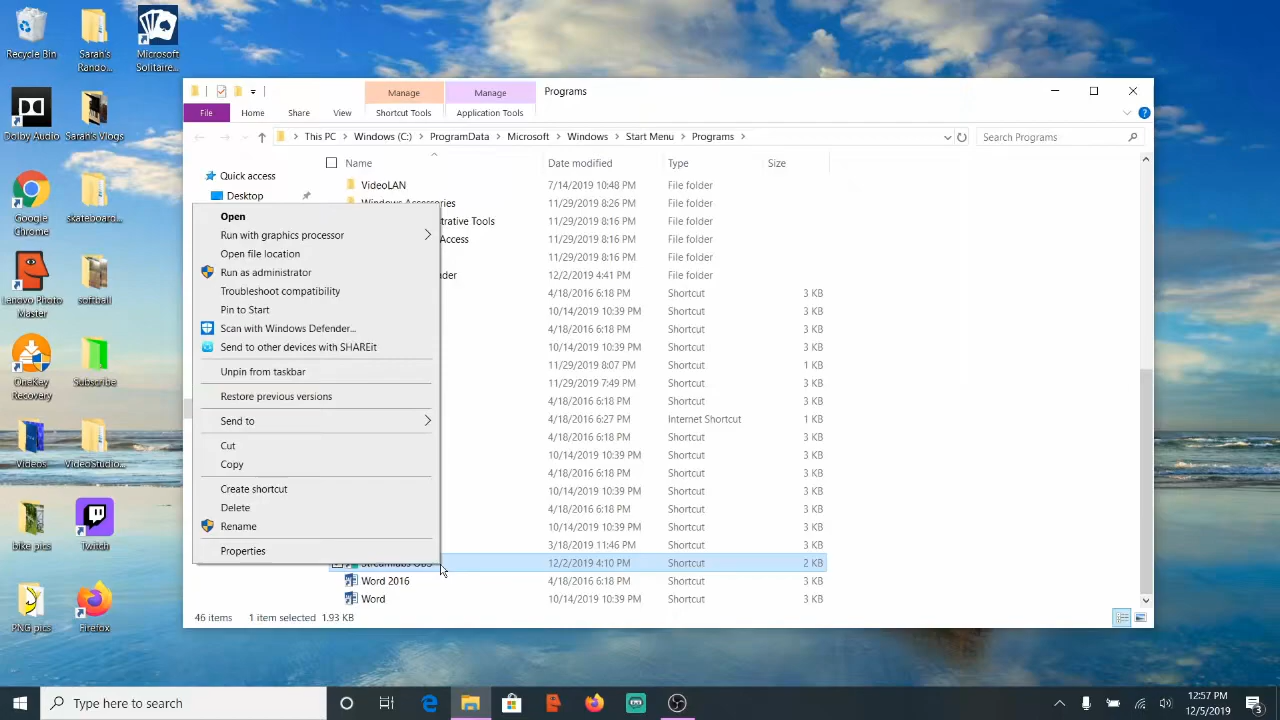 Recycle Bin
Sarah's
Rando...
Microsoft
Solitaire...
Dolby Audio
Sarah's Vlogs
Google
Chrome
skateboard...
Lenovo Photo
Master
softball
OneKey
Recovery
Subscribe
Videos
VideoStudio...
bike pics
Twitch
PNG pics
Firefox
Manage
Manage
Programs
File
Home
Share
View
Shortcut Tools
Application Tools
This PC
Windows (C:)
ProgramData
Microsoft
Windows
Start Menu
Programs
Search Programs
Name
Date modified
Type
Size
Quick access
Desktop
VideoLAN 7/14/2019 10:48 PM File folder
Windows Accessories 11/29/2019 8:26 PM File folder
trative Tools 11/29/2019 8:16 PM File folder
Access 11/29/2019 8:16 PM File folder
11/29/2019 8:16 PM File folder
der 12/2/2019 4:41 PM File folder
4/18/2016 6:18 PM Shortcut 3 KB
10/14/2019 10:39 PM Shortcut 3 KB
4/18/2016 6:18 PM Shortcut 3 KB
10/14/2019 10:39 PM Shortcut 3 KB
11/29/2019 8:07 PM Shortcut 1 KB
11/29/2019 7:49 PM Shortcut 3 KB
4/18/2016 6:18 PM Shortcut 3 KB
4/18/2016 6:27 PM Internet Shortcut 1 KB
4/18/2016 6:18 PM Shortcut 3 KB
10/14/2019 10:39 PM Shortcut 3 KB
4/18/2016 6:18 PM Shortcut 3 KB
10/14/2019 10:39 PM Shortcut 3 KB
4/18/2016 6:18 PM Shortcut 3 KB
10/14/2019 10:39 PM Shortcut 3 KB
3/18/2019 11:46 PM Shortcut 3 KB
Streamlabs OBS 12/2/2019 4:10 PM Shortcut 2 KB
Word 2016 4/18/2016 6:18 PM Shortcut 3 KB
Word 10/14/2019 10:39 PM Shortcut 3 KB
Open
Run with graphics processor
Open file location
Run as administrator
Troubleshoot compatibility
Pin to Start
Scan with Windows Defender...
Send to other devices with SHAREit
Unpin from taskbar
Restore previous versions
Send to
Cut
Copy
Create shortcut
Delete
Rename
Properties
46 items 1 item selected 1.93 KB
Type here to search
12:57 PM
12/5/2019
3